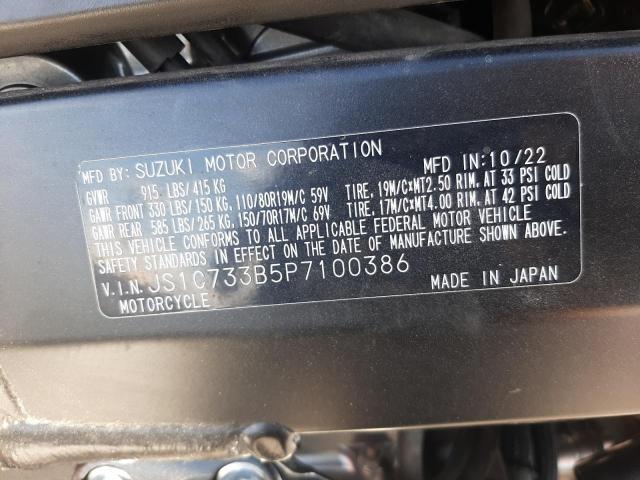 MFD BY: SUZUKI MOTOR CORPORATION MFD IN:10/22
GVWR 915 LBS/415 KG
GAWR FRONT 330 LBS/150 KG, 110/80R19M/C 59V TIRE, 19M/C×MT2.50 RIM, AT 33 PSI COLD
GAWR REAR 585 LBS/265 KG, 150/70R17M/C 69V TIRE, 17M/C×MT4.00 RIM, AT 42 PSI COLD
THIS VEHICLE CONFORMS TO ALL APPLICABLE FEDERAL MOTOR VEHICLE
SAFETY STANDARDS IN EFFECT ON THE DATE OF MANUFACTURE SHOWN ABOVE.
V.I.N. JS1C733B5P7100386 MADE IN JAPAN
MOTORCYCLE